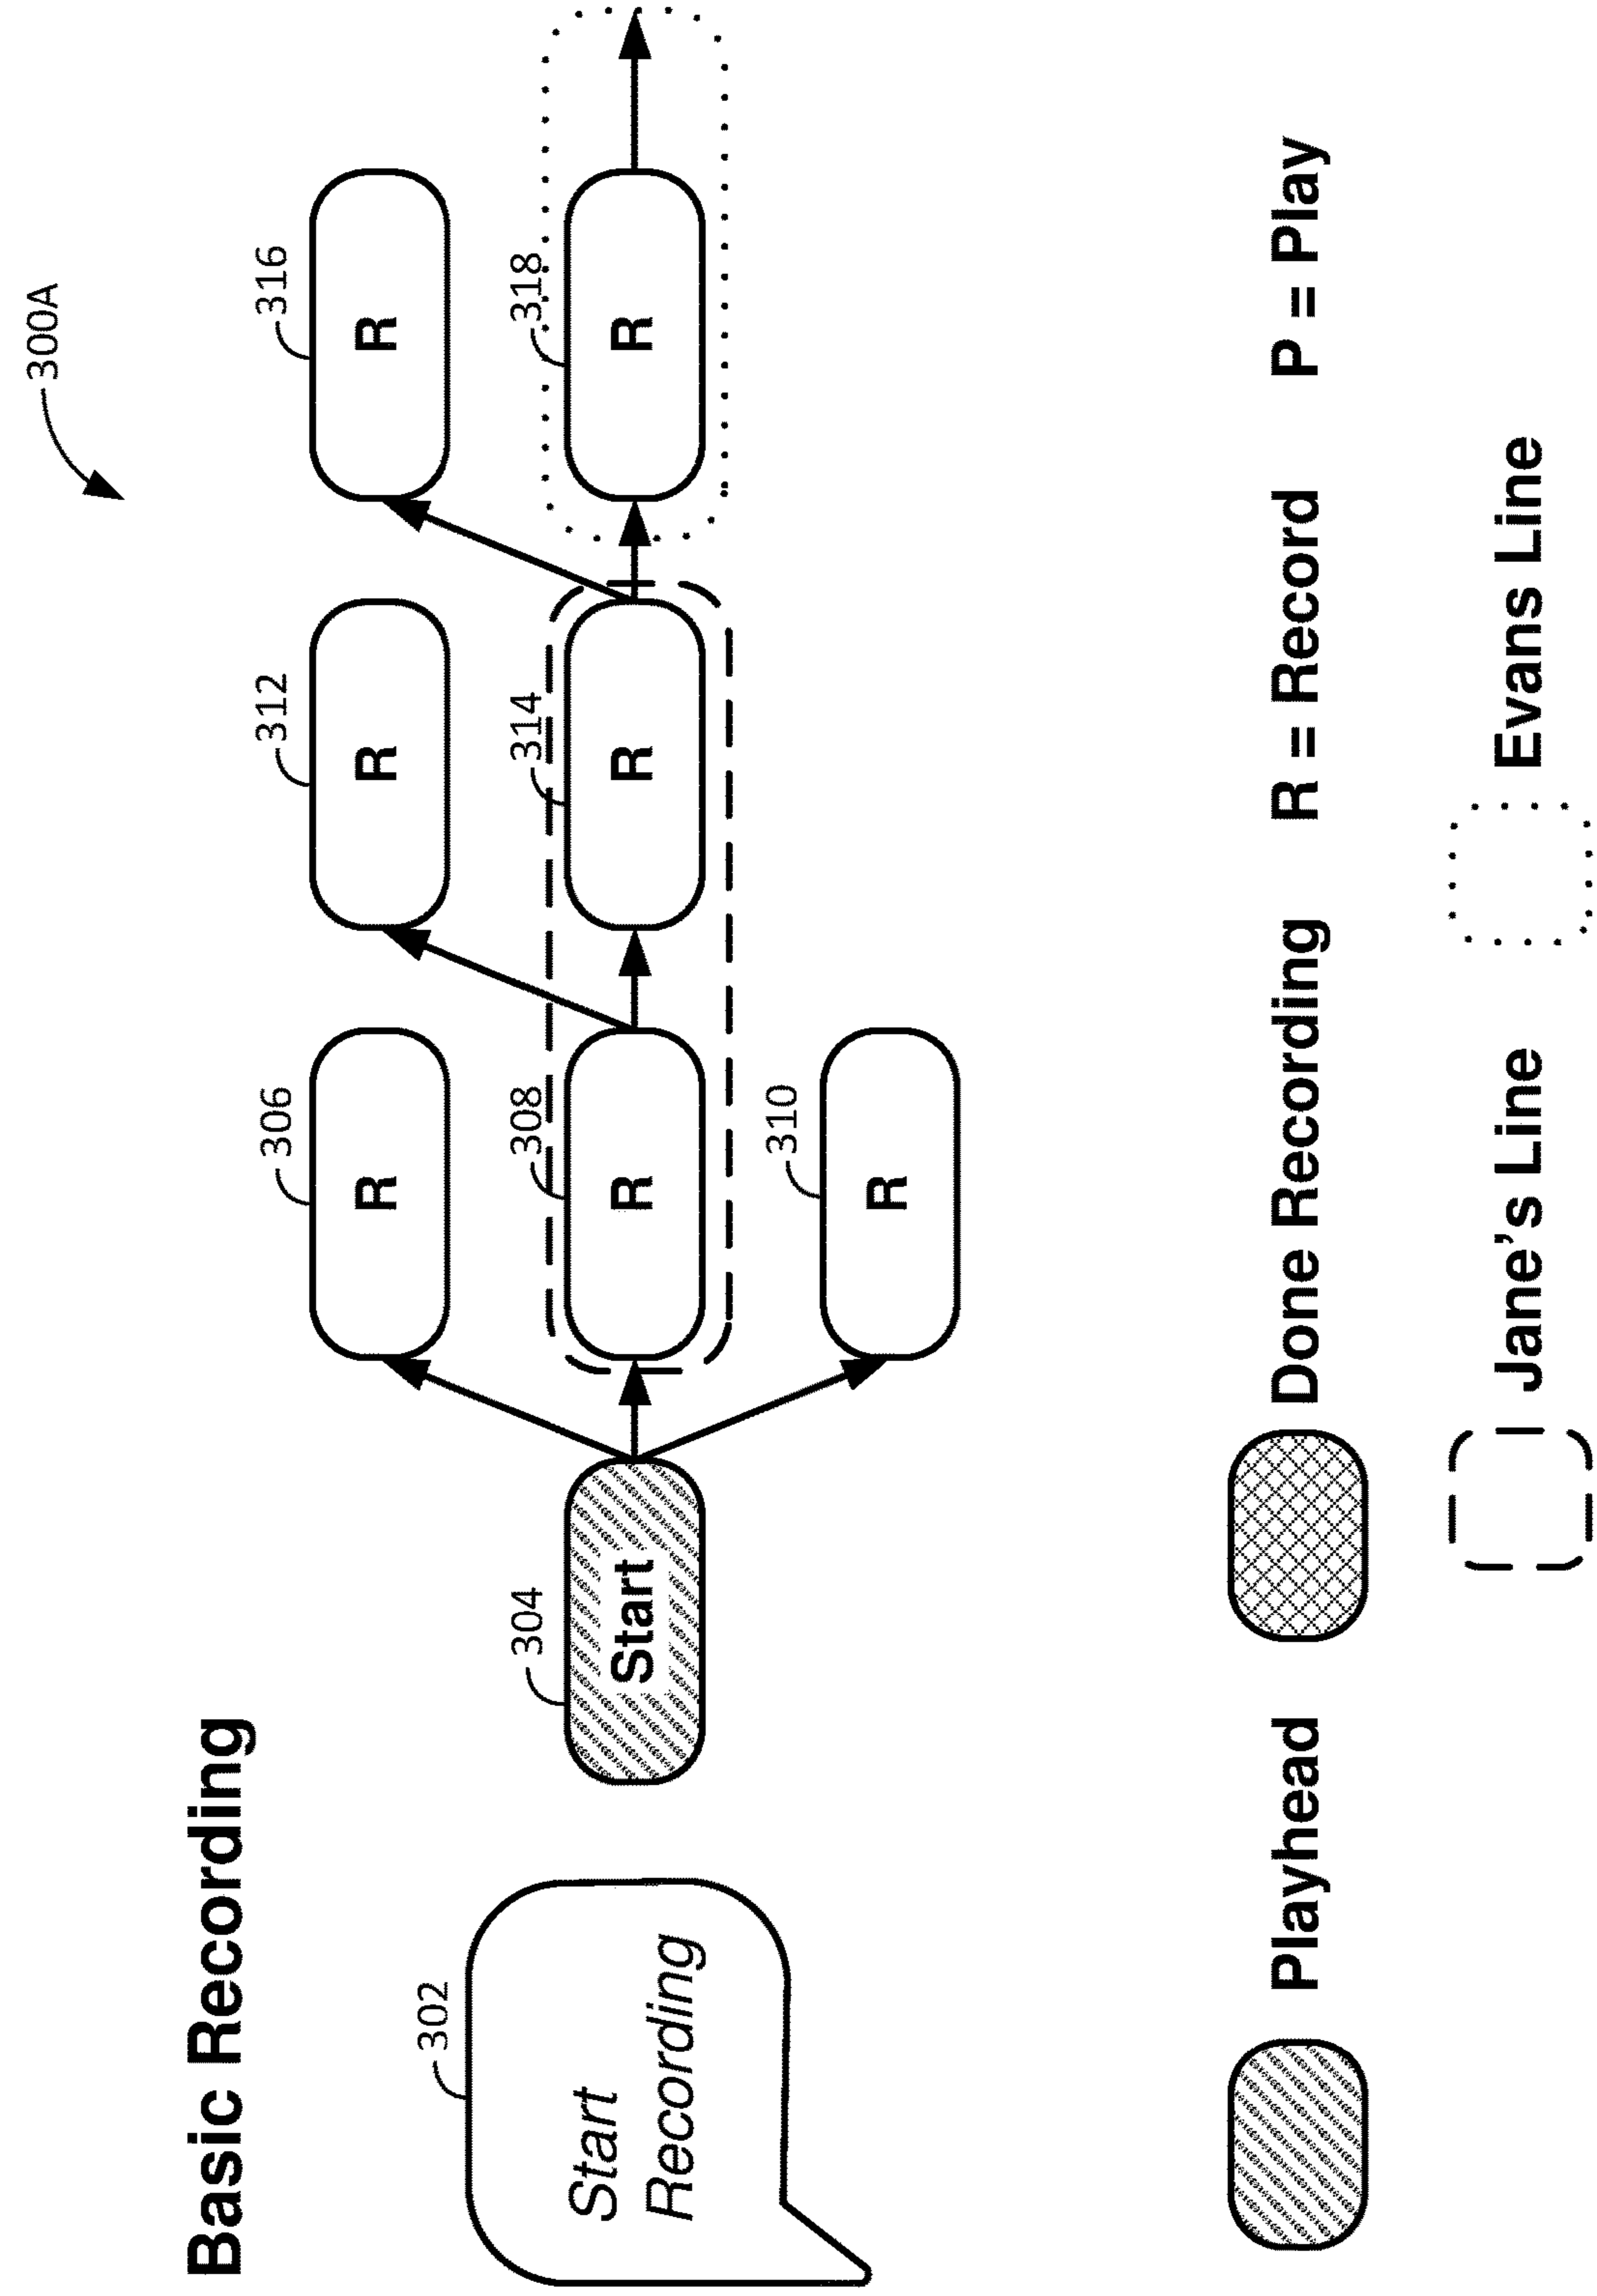 300A
Basic Recording
302
Start
Recording
304
Start
306
R
308
R
310
R
312
R
314
R
316
R
318
R
Playhead
Done Recording
R = Record
P = Play
Jane's Line
Evans Line